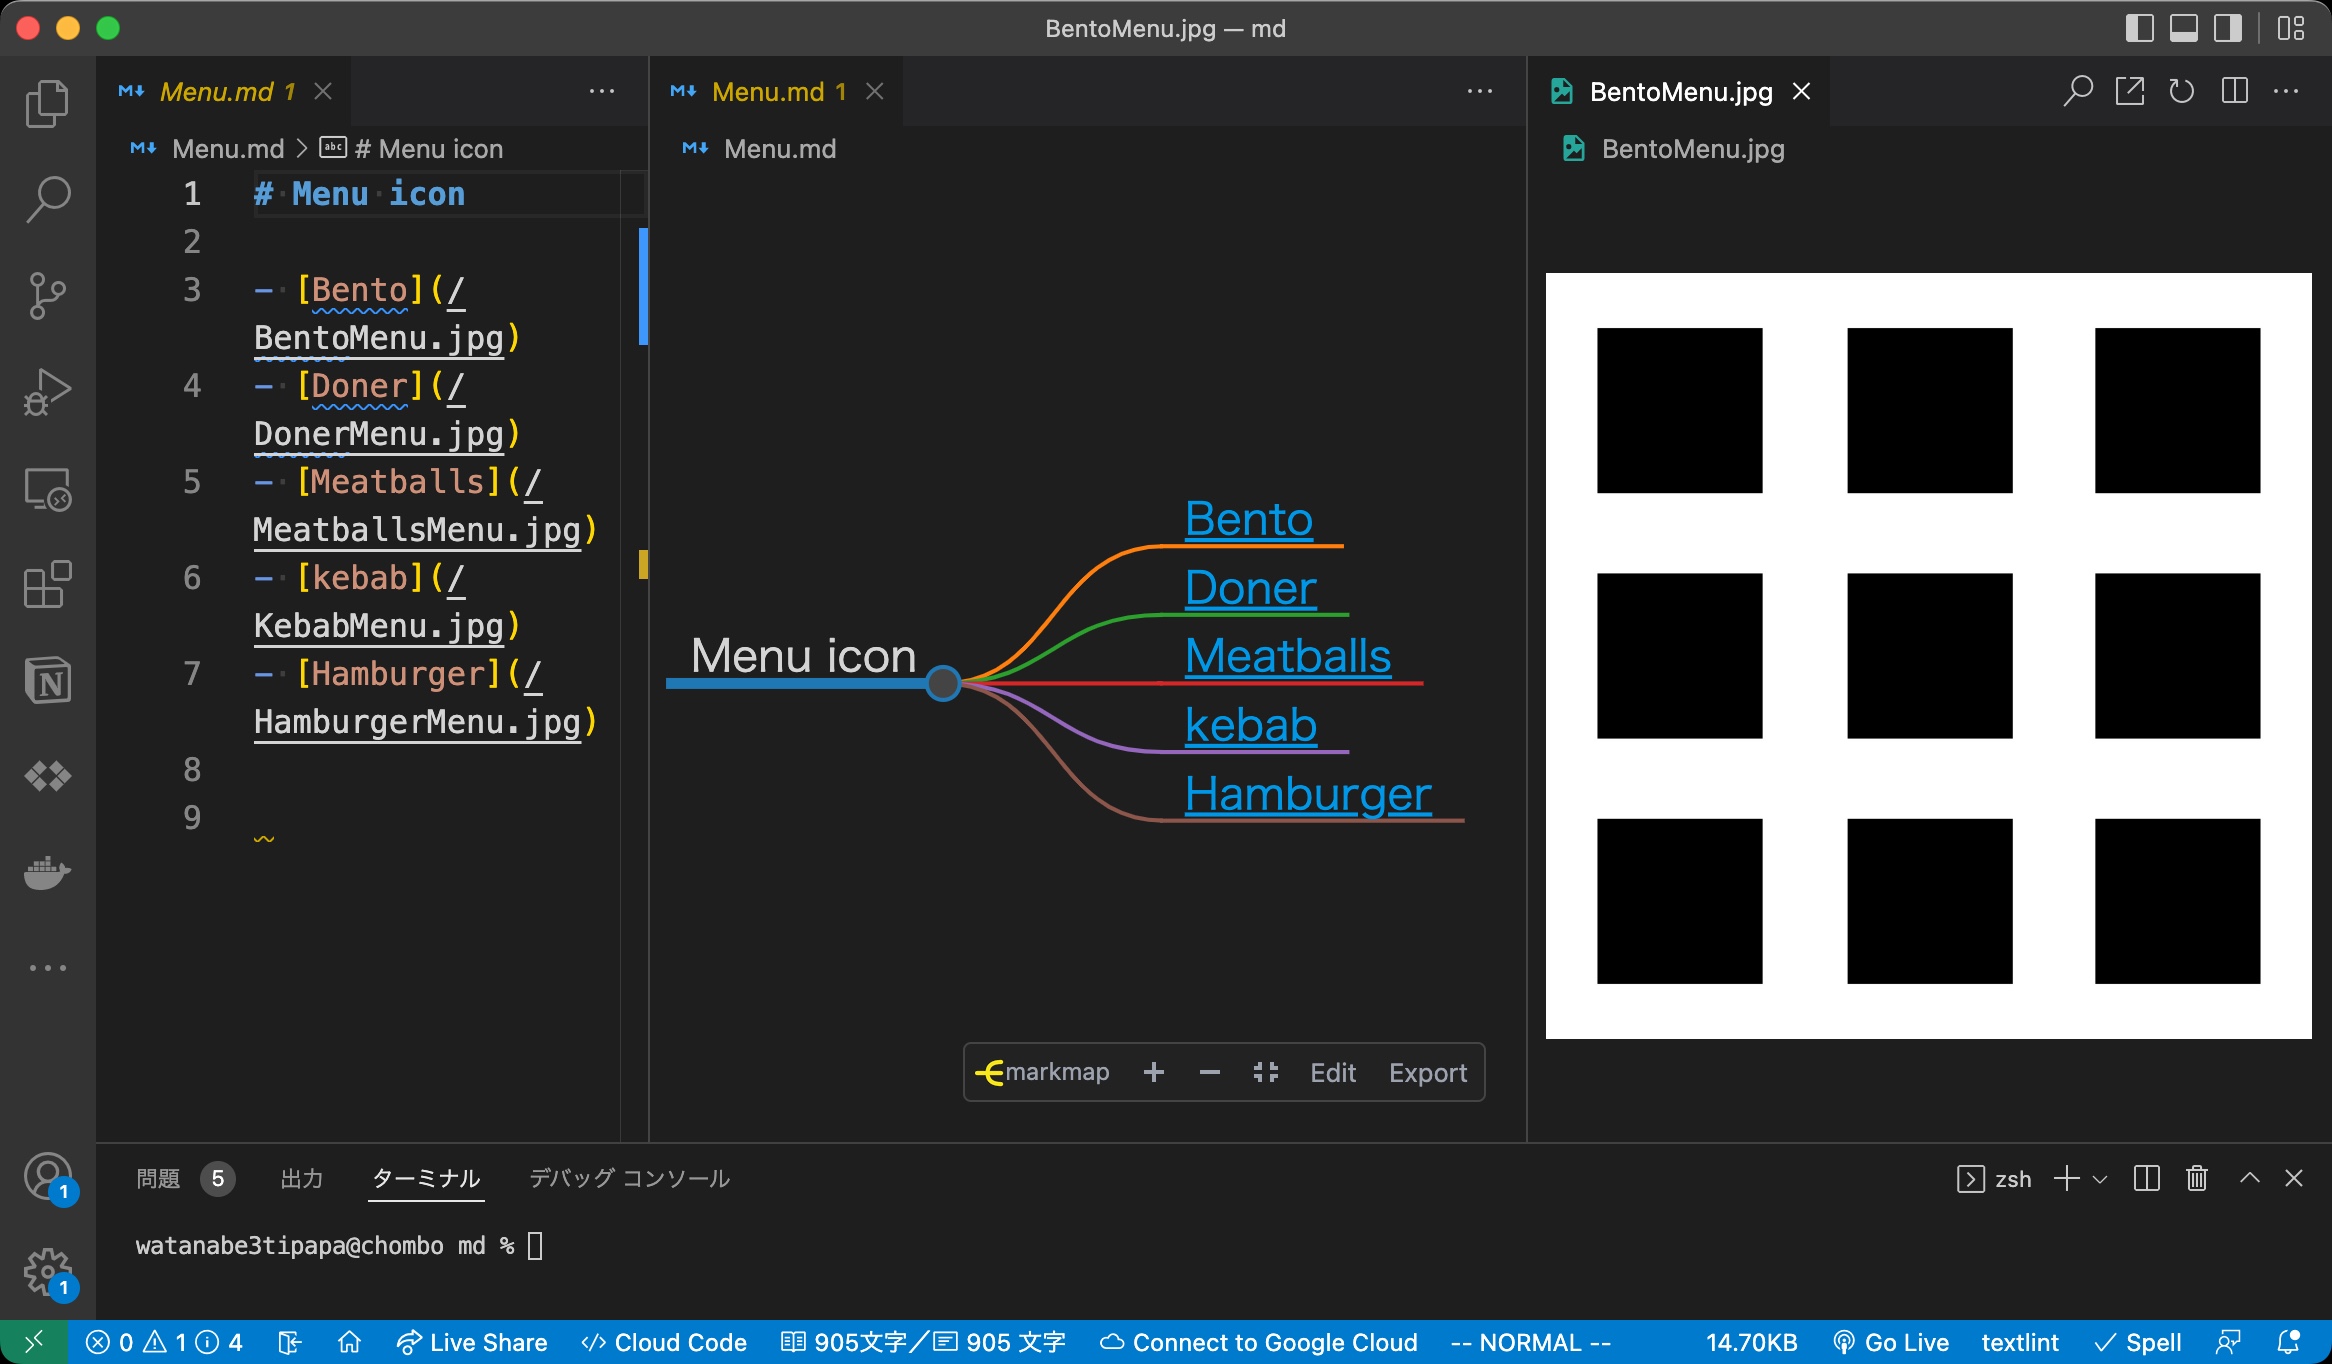 BentoMenu.jpg — md
Menu.md 1
Menu.md 1
BentoMenu.jpg
Menu.md > abc # Menu icon
Menu.md
BentoMenu.jpg
1 # Menu icon
2
3 - [Bento](/
BentoMenu.jpg)
4 - [Doner](/
DonerMenu.jpg)
5 - [Meatballs](/
MeatballsMenu.jpg)
6 - [kebab](/
KebabMenu.jpg)
7 - [Hamburger](/
HamburgerMenu.jpg)
8
9
Menu icon
Bento
Doner
Meatballs
kebab
Hamburger
markmap + − Edit Export
問題 5 出力 ターミナル デバッグ コンソール
zsh
watanabe3tipapa@chombo md %
N
1
1
0 1 4 Live Share </> Cloud Code 905文字／ 905 文字 Connect to Google Cloud -- NORMAL -- 14.70KB Go Live textlint Spell